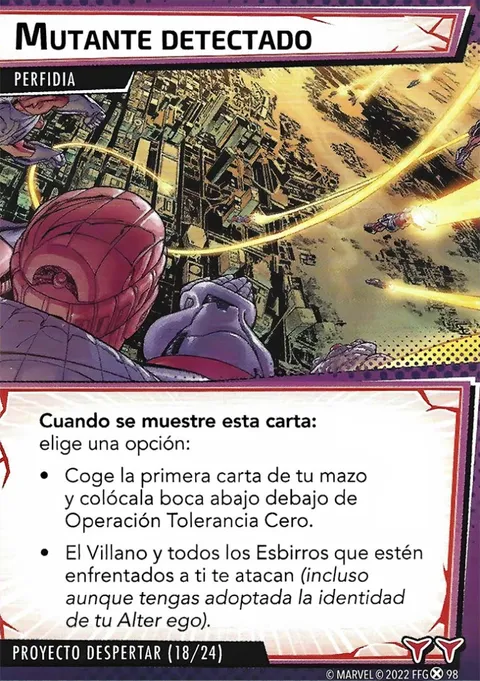 MUTANTE DETECTADO
PERFIDIA
Cuando se muestre esta carta:
elige una opción:
• Coge la primera carta de tu mazo
y colócala boca abajo debajo de
Operación Tolerancia Cero.
• El Villano y todos los Esbirros que estén
enfrentados a ti te atacan (incluso
aunque tengas adoptada la identidad
de tu Alter ego).
PROYECTO DESPERTAR (18/24)
© MARVEL © 2022 FFG 98